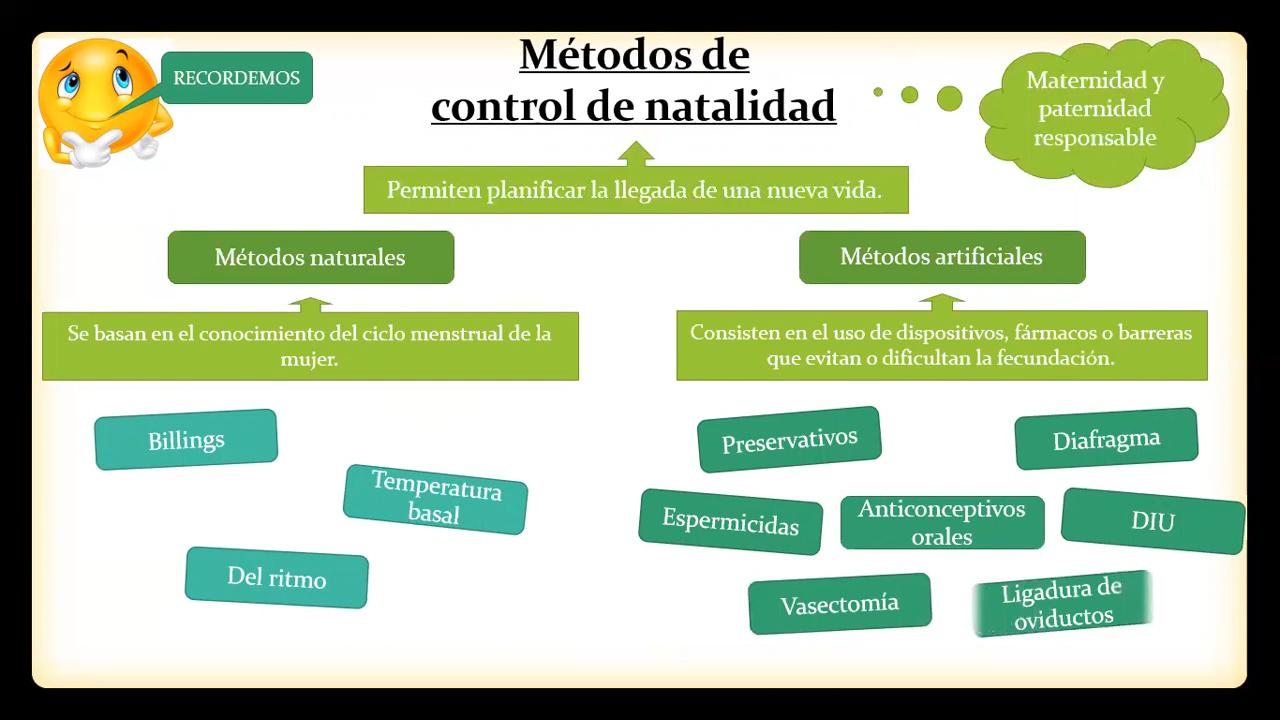 RECORDEMOS
Métodos de
control de natalidad
Maternidad y
paternidad
responsable
Permiten planificar la llegada de una nueva vida.
Métodos naturales
Se basan en el conocimiento del ciclo menstrual de la
mujer.
Billings
Temperatura
basal
Del ritmo
Métodos artificiales
Consisten en el uso de dispositivos, fármacos o barreras
que evitan o dificultan la fecundación.
Preservativos
Diafragma
Espermicidas
Anticonceptivos
orales
DIU
Vasectomía
Ligadura de
oviductos